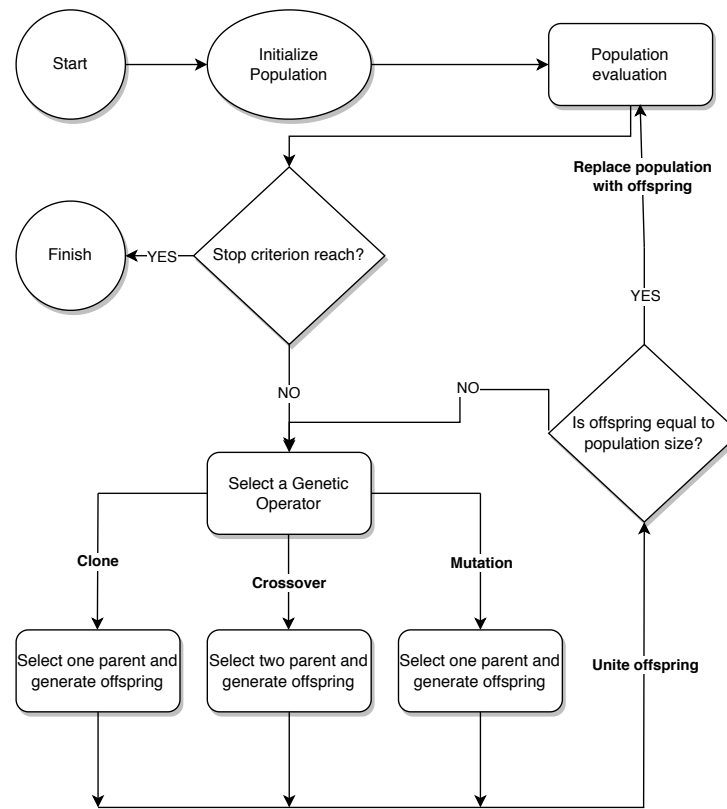 Start
Initialize
Population
Population
evaluation
Replace population
with offspring
Finish
YES
Stop criterion reach?
YES
NO
NO
Is offspring equal to
population size?
Select a Genetic
Operator
Clone
Crossover
Mutation
Select one parent and
generate offspring
Select two parent and
generate offspring
Select one parent and
generate offspring
Unite offspring